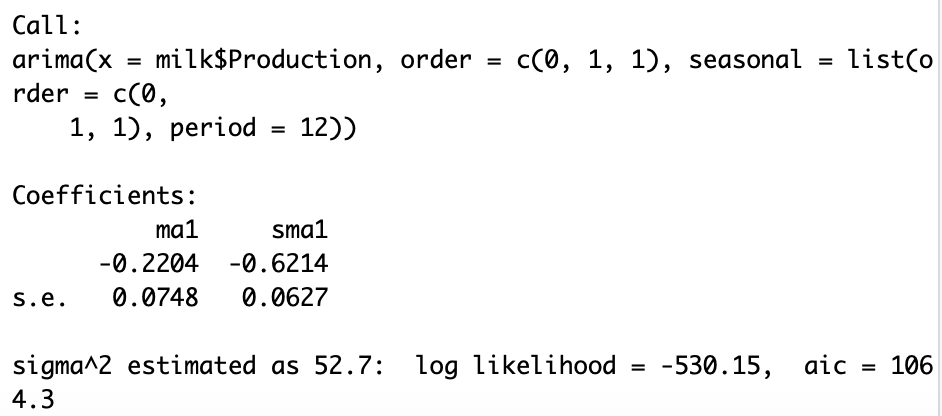 Call:
arima(x = milk$Production, order = c(0, 1, 1), seasonal = list(o
rder = c(0,
    1, 1), period = 12))

Coefficients:
          ma1     sma1
      -0.2204  -0.6214
s.e.   0.0748   0.0627

sigma^2 estimated as 52.7:  log likelihood = -530.15,  aic = 106
4.3